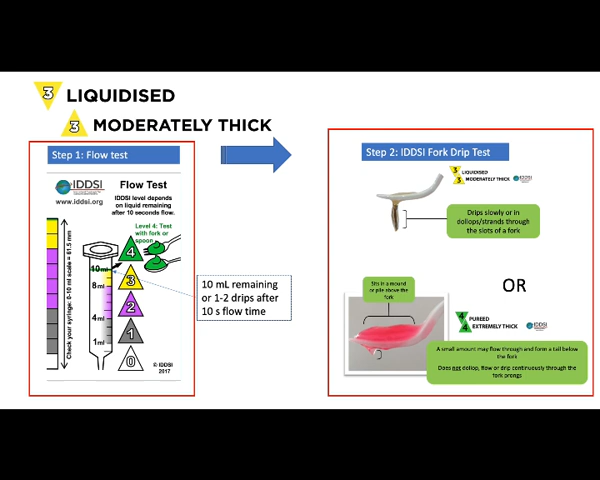 3 LIQUIDISED
3 MODERATELY THICK
Step 1: Flow test
IDDSI
www.iddsi.org
Flow Test
IDDSI level depends
on liquid remaining
after 10 seconds flow.
Level 4: Test
with fork or
spoon
Check your syringe: 0-10 ml scale = 61.5 mm
10ml
8ml
4ml
1ml
4
3
2
1
0
© IDDSI
2017
10 mL remaining
or 1-2 drips after
10 s flow time
Step 2: IDDSI Fork Drip Test
3 LIQUIDISED
3 MODERATELY THICK
IDDSI
Drips slowly or in
dollops/strands through
the slots of a fork
OR
Sits in a mound
or pile above the
fork
4 PUREED
4 EXTREMELY THICK
IDDSI
A small amount may flow through and form a tail below
the fork
Does not dollop, flow or drip continuously through the
fork prongs